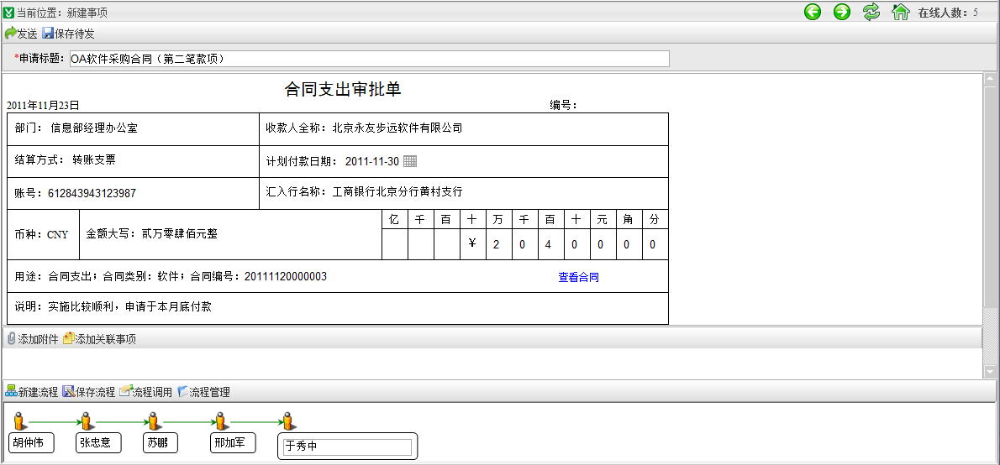 当前位置：新建事项 在线人数：5
发送 保存待发
*申请标题：OA软件采购合同（第二笔款项）
合同支出审批单
2011年11月23日 编号：
部门： 信息部经理办公室 收款人全称：北京永友步远软件有限公司
结算方式： 转账支票 计划付款日期： 2011-11-30
账号：612843943123987 汇入行名称：工商银行北京分行黄村支行
币种：CNY 金额大写：贰万零肆佰元整 亿 千 百 十 万 千 百 十 元 角 分
¥ 2 0 4 0 0 0 0
用途：合同支出；合同类别：软件；合同编号：20111120000003 查看合同
说明：实施比较顺利，申请于本月底付款
添加附件 添加关联事项
新建流程 保存流程 流程调用 流程管理
胡仲伟 张忠意 苏鹏 邢加军 于秀中